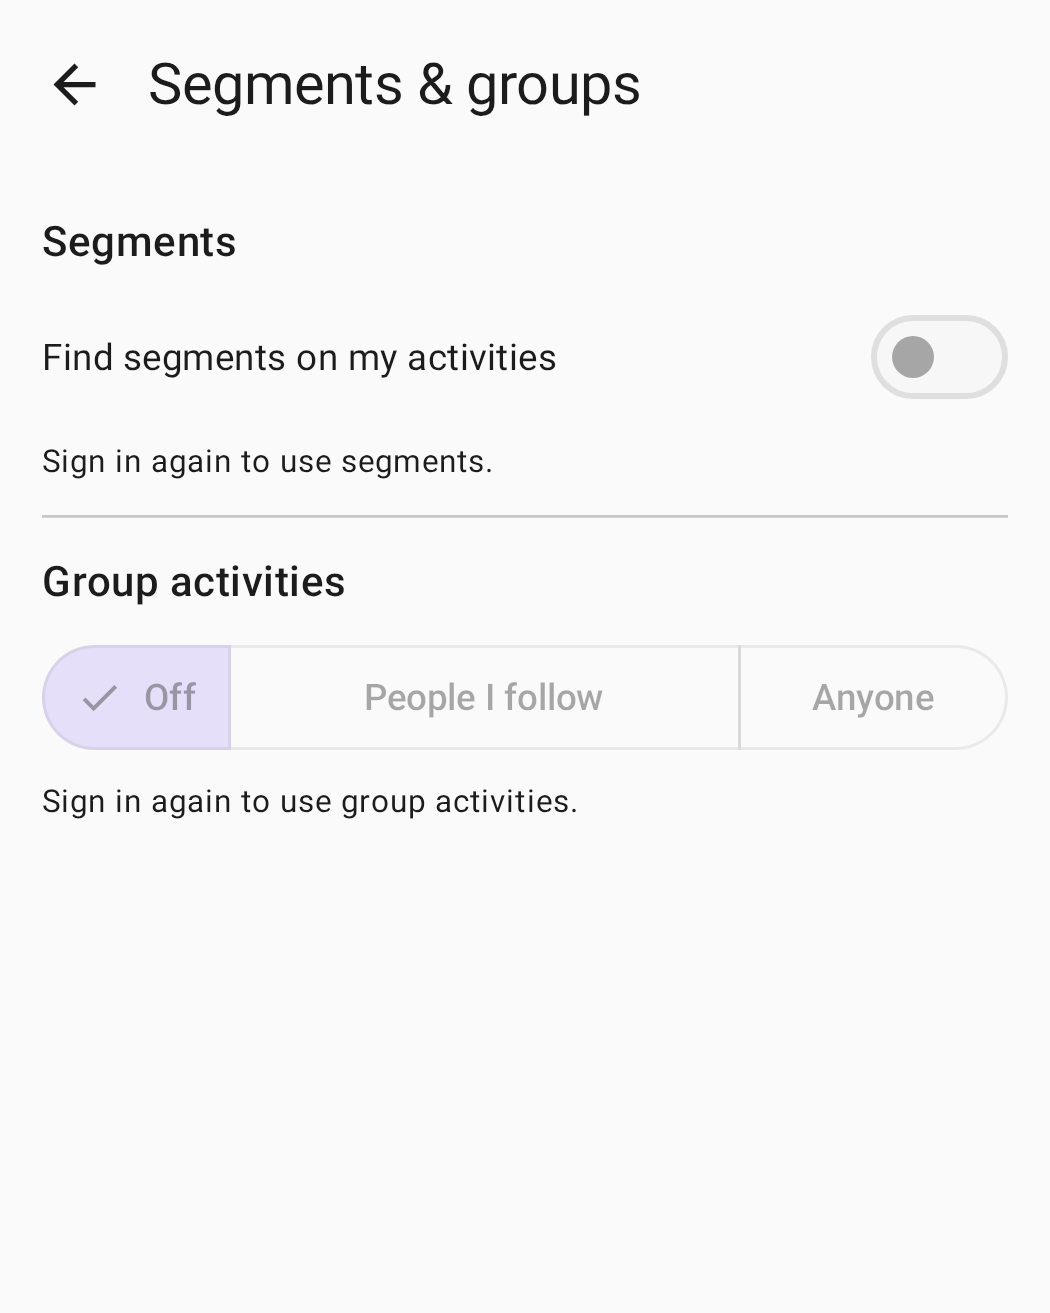 Segments & groups
Segments
Find segments on my activities
Sign in again to use segments.
Group activities
Off
People I follow
Anyone
Sign in again to use group activities.